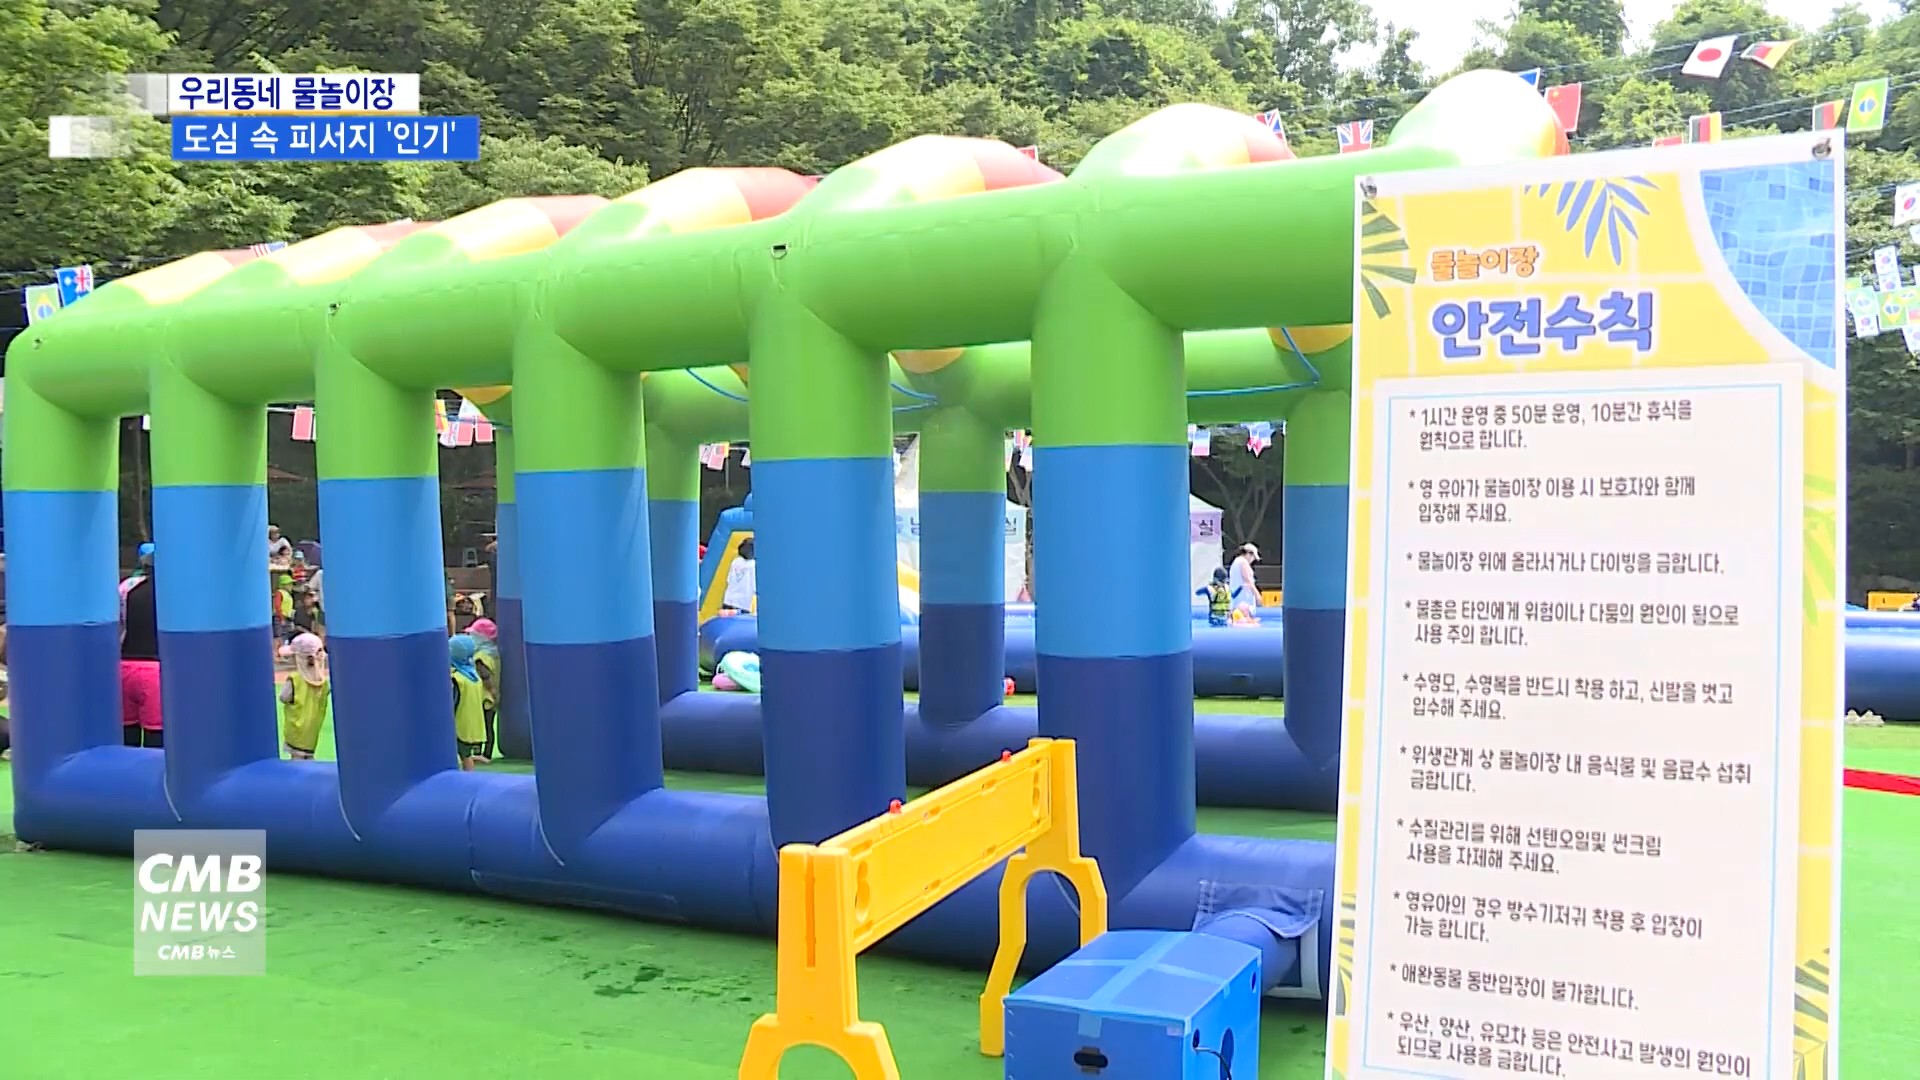 우리동네 물놀이장
도심 속 피서지 '인기'
물놀이장
안전수칙
* 1시간 운영 중 50분 운영, 10분간 휴식을
원칙으로 합니다.
* 영 유아가 물놀이장 이용 시 보호자와 함께
입장해 주세요.
* 물놀이장 위에 올라서거나 다이빙을 금합니다.
* 물총은 타인에게 위험이나 다툼의 원인이 됨으로
사용 주의 합니다.
* 수영모, 수영복을 반드시 착용 하고, 신발을 벗고
입수해 주세요.
* 위생관계 상 물놀이장 내 음식물 및 음료수 섭취
금합니다.
* 수질관리를 위해 선텐오일및 썬크림
사용을 자제해 주세요.
* 영유아의 경우 방수기저귀 착용 후 입장이
가능 합니다.
* 애완동물 동반입장이 불가합니다.
* 우산, 양산, 유모차 등은 안전사고 발생의 원인이
되므로 사용을 금합니다.
CMB
NEWS
CMB뉴스